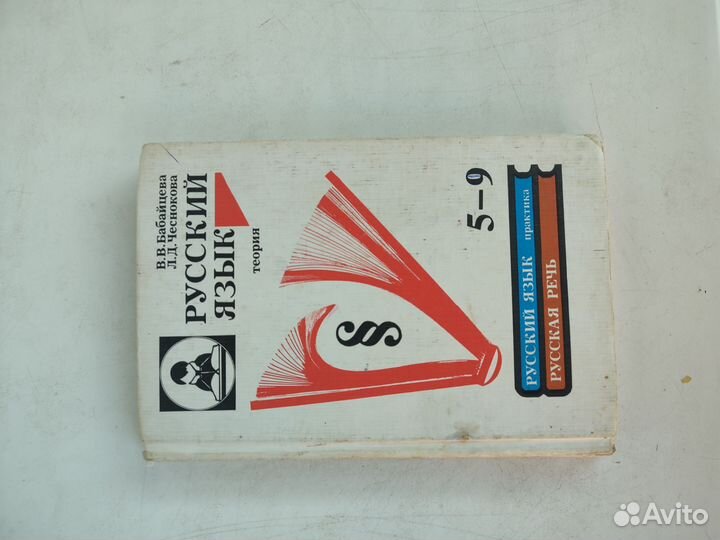 В.В.Бабайцева
Л.Д.Чеснокова
РУССКИЙ
ЯЗЫК
теория
§
5–9
РУССКИЙ ЯЗЫК практика
РУССКАЯ РЕЧЬ
Avito